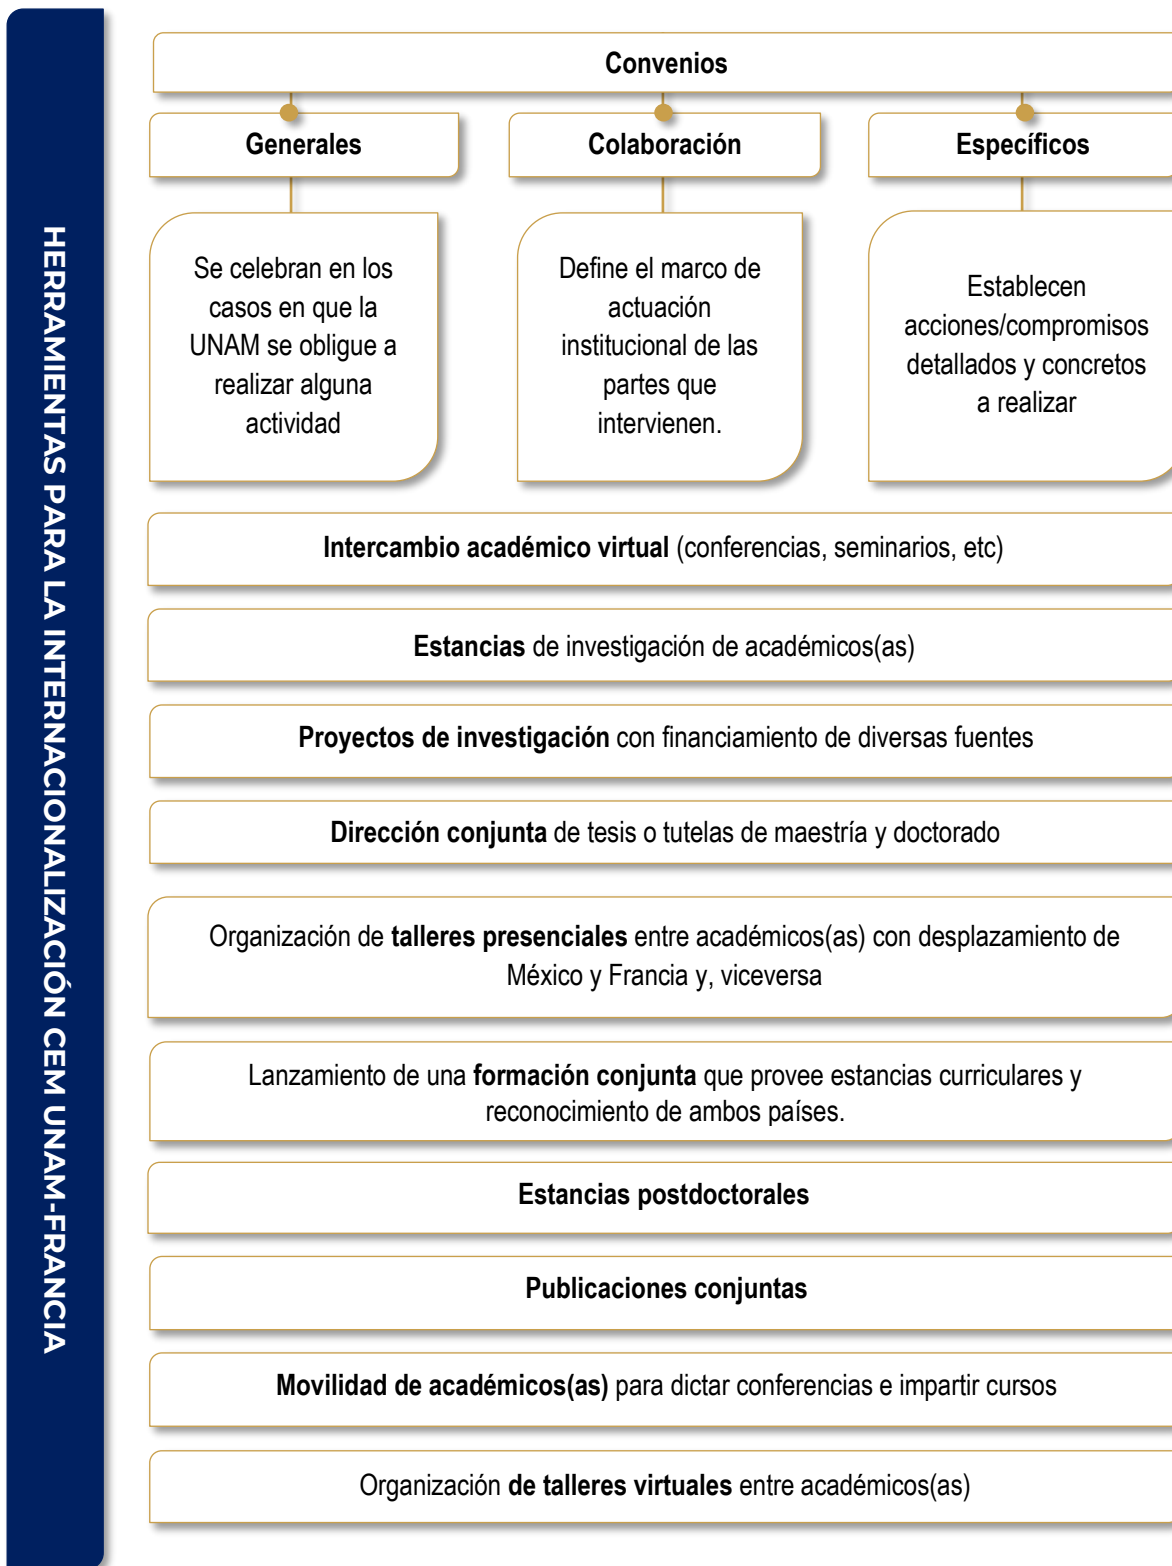 HERRAMIENTAS PARA LA INTERNACIONALIZACIÓN CEM UNAM-FRANCIA
Convenios
Generales
Colaboración
Específicos
Se celebran en los
casos en que la
UNAM se obligue a
realizar alguna
actividad
Define el marco de
actuación
institucional de las
partes que
intervienen.
Establecen
acciones/compromisos
detallados y concretos
a realizar
Intercambio académico virtual (conferencias, seminarios, etc)
Estancias de investigación de académicos(as)
Proyectos de investigación con financiamiento de diversas fuentes
Dirección conjunta de tesis o tutelas de maestría y doctorado
Organización de talleres presenciales entre académicos(as) con desplazamiento de
México y Francia y, viceversa
Lanzamiento de una formación conjunta que provee estancias curriculares y
reconocimiento de ambos países.
Estancias postdoctorales
Publicaciones conjuntas
Movilidad de académicos(as) para dictar conferencias e impartir cursos
Organización de talleres virtuales entre académicos(as)